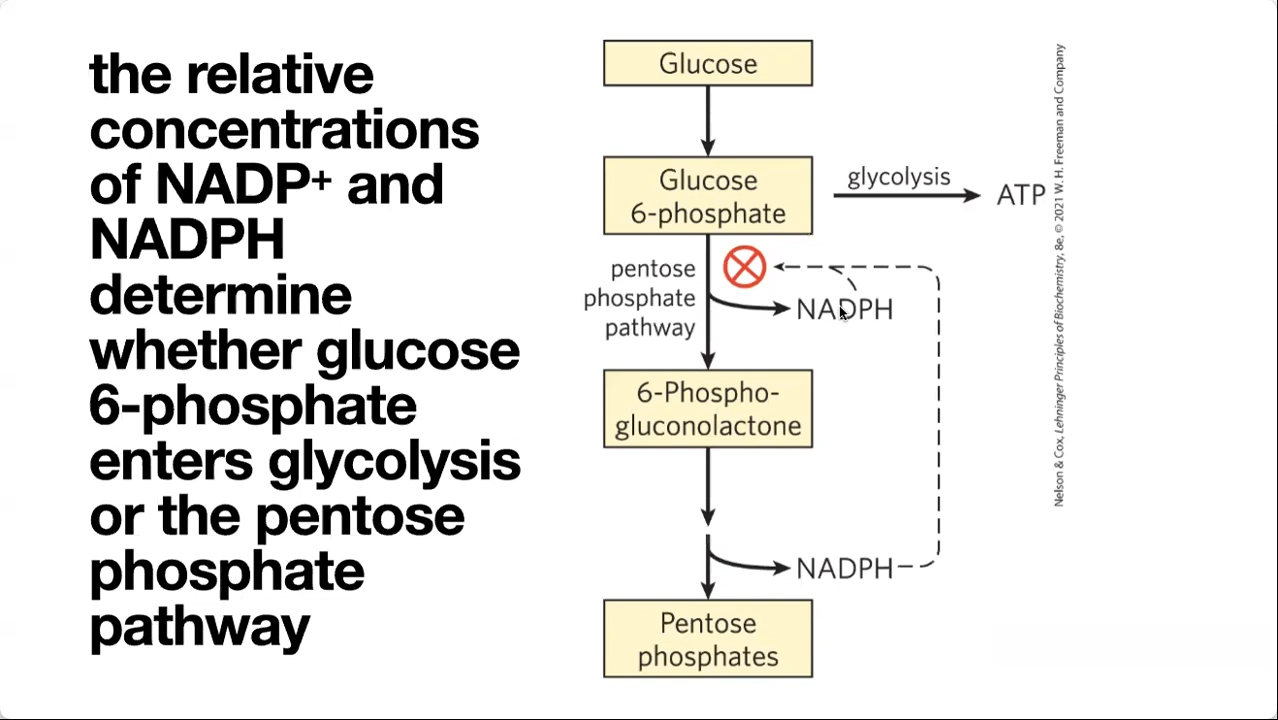 the relative
concentrations
of NADP+ and
NADPH
determine
whether glucose
6-phosphate
enters glycolysis
or the pentose
phosphate
pathway
Glucose
Glucose
6-phosphate
glycolysis
ATP
pentose
phosphate
pathway
NADPH
6-Phospho-
gluconolactone
NADPH
Pentose
phosphates
Nelson & Cox, Lehninger Principles of Biochemistry, 8e, © 2021 W. H. Freeman and Company